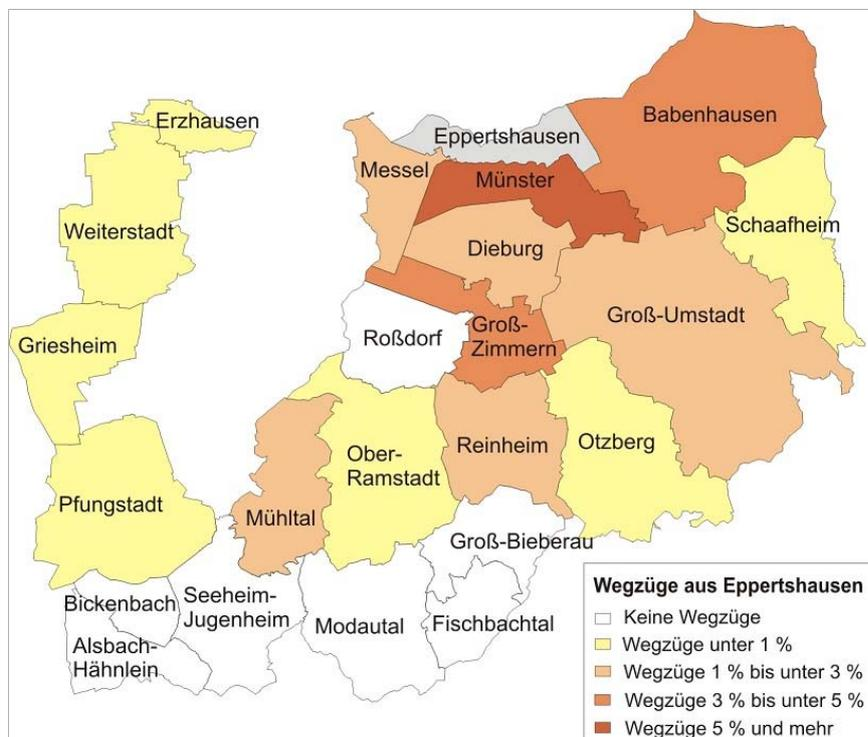 Erzhausen
Eppertshausen
Babenhausen
Messel
Münster
Weiterstadt
Schaafheim
Dieburg
Griesheim
Roßdorf
Groß-
Zimmern
Groß-Umstadt
Ober-
Ramstadt
Reinheim
Otzberg
Pfungstadt
Mühltal
Groß-Bieberau
Bickenbach
Seeheim-
Jugenheim
Modautal
Fischbachtal
Alsbach-
Hähnlein
Wegzüge aus Eppertshausen
Keine Wegzüge
Wegzüge unter 1 %
Wegzüge 1 % bis unter 3 %
Wegzüge 3 % bis unter 5 %
Wegzüge 5 % und mehr